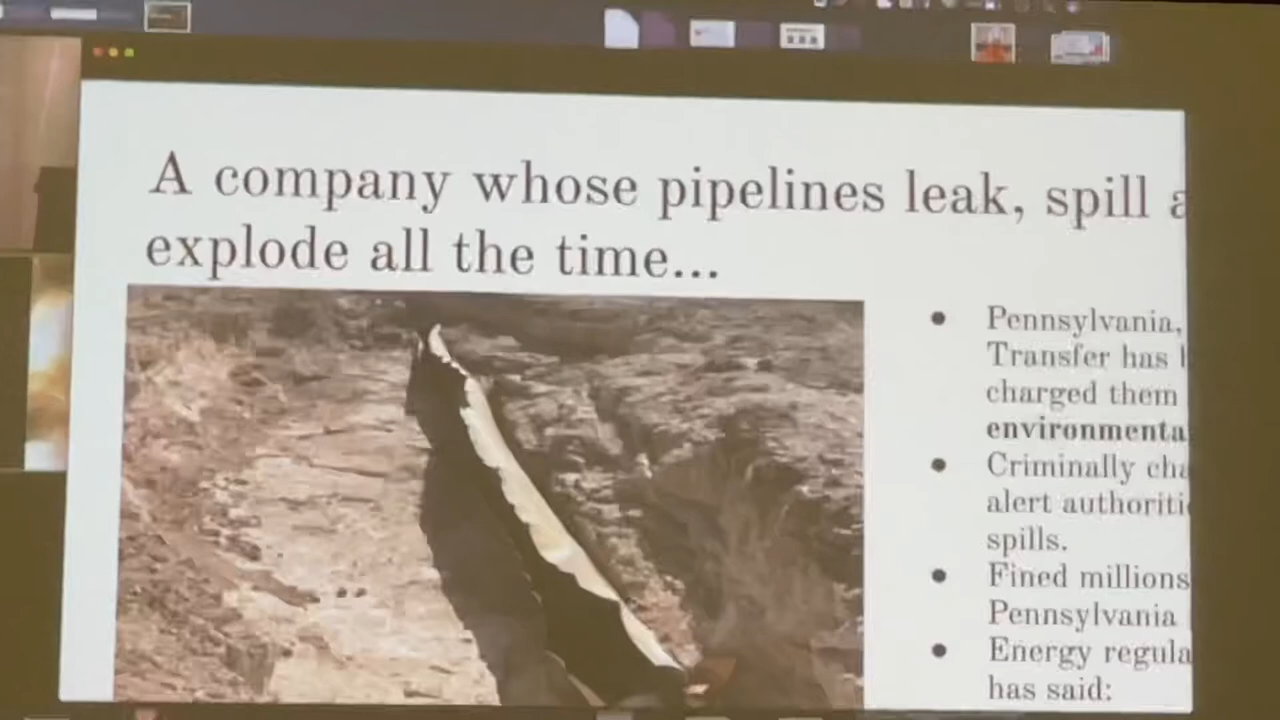 A company whose pipelines leak, spill
explode all the time...
Pennsylvania,
Transfer has
charged them
environmenta
Criminally cha
alert authoriti
spills.
Fined millions
Pennsylvania
Energy regula
has said: